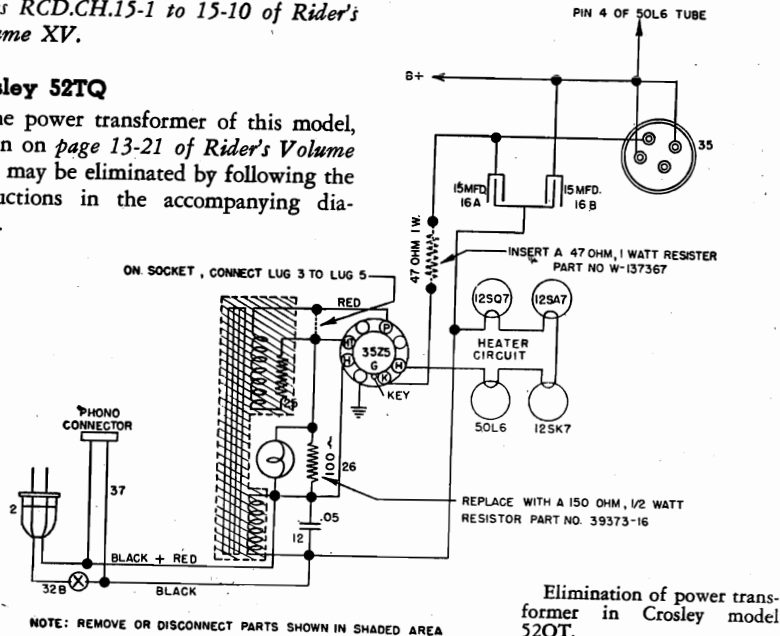 s RCD.CH.15-1 to 15-10 of Rider's
me XV.
sley 52TQ
ne power transformer of this model,
n on page 13-21 of Rider's Volume
may be eliminated by following the
uctions in the accompanying dia-
.
PIN 4 OF 50L6 TUBE
B+
35
15MFD.
16A
15MFD.
16B
47 OHM 1W.
INSERT A 47 OHM, 1 WATT RESISTER
PART NO W-137367
ON SOCKET, CONNECT LUG 3 TO LUG 5
RED
P
HT
H
35Z5
G
H
K
KEY
12SQ7
12SA7
HEATER
CIRCUIT
50L6
12SK7
25
PHONO
CONNECTOR
37
2
100~
26
REPLACE WITH A 150 OHM, 1/2 WATT
RESISTOR PART NO. 39373-16
.05
12
BLACK + RED
32B
BLACK
NOTE: REMOVE OR DISCONNECT PARTS SHOWN IN SHADED AREA
Elimination of power trans-
former in Crosley model
52QT.